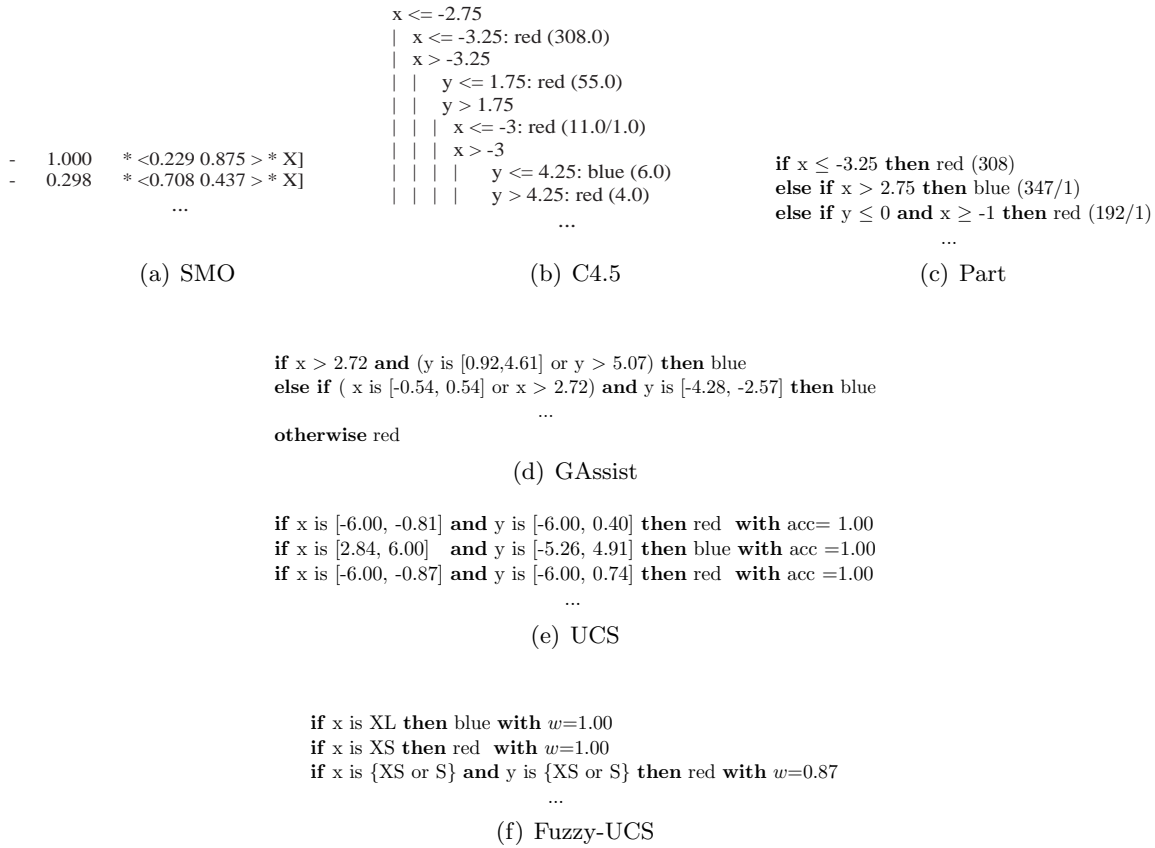 - 1.000 * <0.229 0.875 > * X]
- 0.298 * <0.708 0.437 > * X]
...
(a) SMO
x <= -2.75
| x <= -3.25: red (308.0)
| x > -3.25
| | y <= 1.75: red (55.0)
| | y > 1.75
| | | x <= -3: red (11.0/1.0)
| | | x > -3
| | | | y <= 4.25: blue (6.0)
| | | | y > 4.25: red (4.0)
...
(b) C4.5
if x ≤ -3.25 then red (308)
else if x > 2.75 then blue (347/1)
else if y ≤ 0 and x ≥ -1 then red (192/1)
...
(c) Part
if x > 2.72 and (y is [0.92,4.61] or y > 5.07) then blue
else if ( x is [-0.54, 0.54] or x > 2.72) and y is [-4.28, -2.57] then blue
...
otherwise red
(d) GAssist
if x is [-6.00, -0.81] and y is [-6.00, 0.40] then red with acc= 1.00
if x is [2.84, 6.00] and y is [-5.26, 4.91] then blue with acc =1.00
if x is [-6.00, -0.87] and y is [-6.00, 0.74] then red with acc =1.00
...
(e) UCS
if x is XL then blue with w=1.00
if x is XS then red with w=1.00
if x is {XS or S} and y is {XS or S} then red with w=0.87
...
(f) Fuzzy-UCS